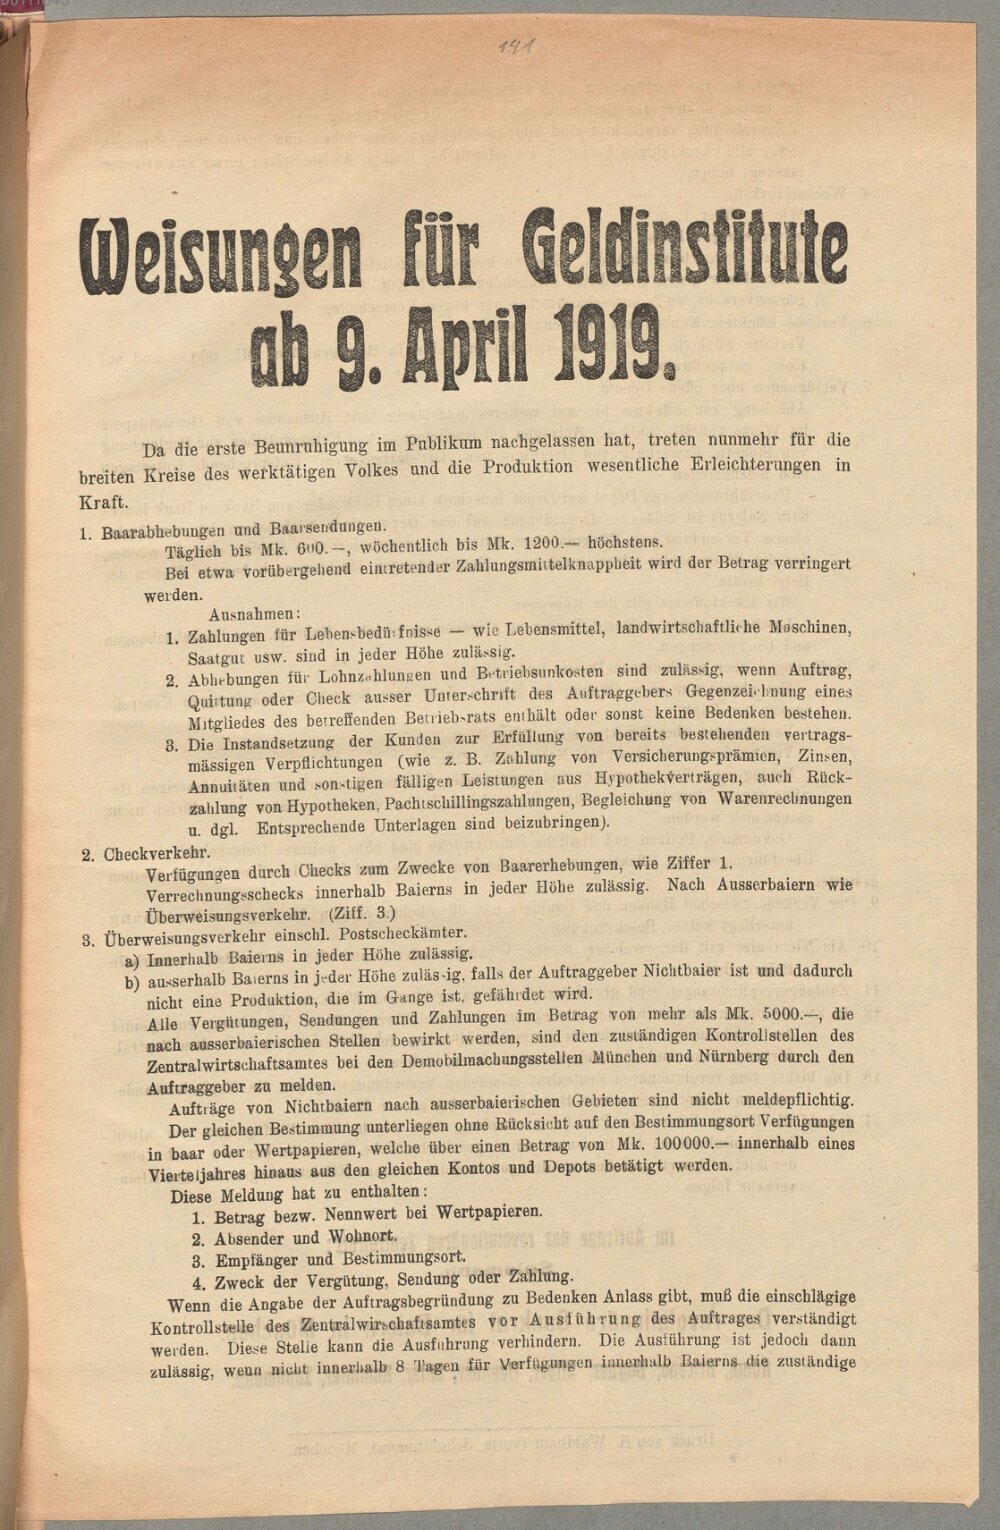 141
Weisungen für Geldinstitute
ab 9. April 1919.
Da die erste Beunruhigung im Publikum nachgelassen hat, treten nunmehr für die
breiten Kreise des werktätigen Volkes und die Produktion wesentliche Erleichterungen in
Kraft.
1. Baarabhebungen und Baarsendungen.
Täglich bis Mk. 600.—, wöchentlich bis Mk. 1200.— höchstens.
Bei etwa vorübergehend eintretender Zahlungsmittelknappheit wird der Betrag verringert
werden.
Ausnahmen:
1. Zahlungen für Lebensbedürfnisse — wie Lebensmittel, landwirtschaftliche Maschinen,
Saatgut usw. sind in jeder Höhe zulässig.
2. Abhebungen für Lohnzahlungen und Betriebsunkosten sind zulässig, wenn Auftrag,
Quittung oder Check ausser Unterschrift des Auftraggebers Gegenzeichnung eines
Mitgliedes des betreffenden Betriebsrats enthält oder sonst keine Bedenken bestehen.
3. Die Instandsetzung der Kunden zur Erfüllung von bereits bestehenden vertrags-
mässigen Verpflichtungen (wie z. B. Zahlung von Versicherungsprämien, Zinsen,
Annuitäten und sonstigen fälligen Leistungen aus Hypothekverträgen, auch Rück-
zahlung von Hypotheken, Pachtschillingszahlungen, Begleichung von Warenrechnungen
u. dgl. Entsprechende Unterlagen sind beizubringen).
2. Checkverkehr.
Verfügungen durch Checks zum Zwecke von Baarerhebungen, wie Ziffer 1.
Verrechnungsschecks innerhalb Baierns in jeder Höhe zulässig. Nach Ausserbaiern wie
Überweisungsverkehr. (Ziff. 3.)
3. Überweisungsverkehr einschl. Postscheckämter.
a) Innerhalb Baierns in jeder Höhe zulässig.
b) ausserhalb Baierns in jeder Höhe zulässig, falls der Auftraggeber Nichtbaier ist und dadurch
nicht eine Produktion, die im Gange ist, gefährdet wird.
Alle Vergütungen, Sendungen und Zahlungen im Betrag von mehr als Mk. 5000.—, die
nach ausserbaierischen Stellen bewirkt werden, sind den zuständigen Kontrollstellen des
Zentralwirtschaftsamtes bei den Demobilmachungsstellen München und Nürnberg durch den
Auftraggeber zu melden.
Aufträge von Nichtbaiern nach ausserbaierischen Gebieten sind nicht meldepflichtig.
Der gleichen Bestimmung unterliegen ohne Rücksicht auf den Bestimmungsort Verfügungen
in baar oder Wertpapieren, welche über einen Betrag von Mk. 100000.— innerhalb eines
Vierteljahres hinaus aus den gleichen Kontos und Depots betätigt werden.
Diese Meldung hat zu enthalten:
1. Betrag bezw. Nennwert bei Wertpapieren.
2. Absender und Wohnort.
3. Empfänger und Bestimmungsort.
4. Zweck der Vergütung, Sendung oder Zahlung.
Wenn die Angabe der Auftragsbegründung zu Bedenken Anlass gibt, muß die einschlägige
Kontrollstelle des Zentralwirschaftsamtes vor Ausführung des Auftrages verständigt
werden. Diese Stelle kann die Ausfuhrung verhindern. Die Ausführung ist jedoch dann
zulässig, wenn nicht innerhalb 8 Tagen für Verfügungen innerhalb Baierns die zuständige